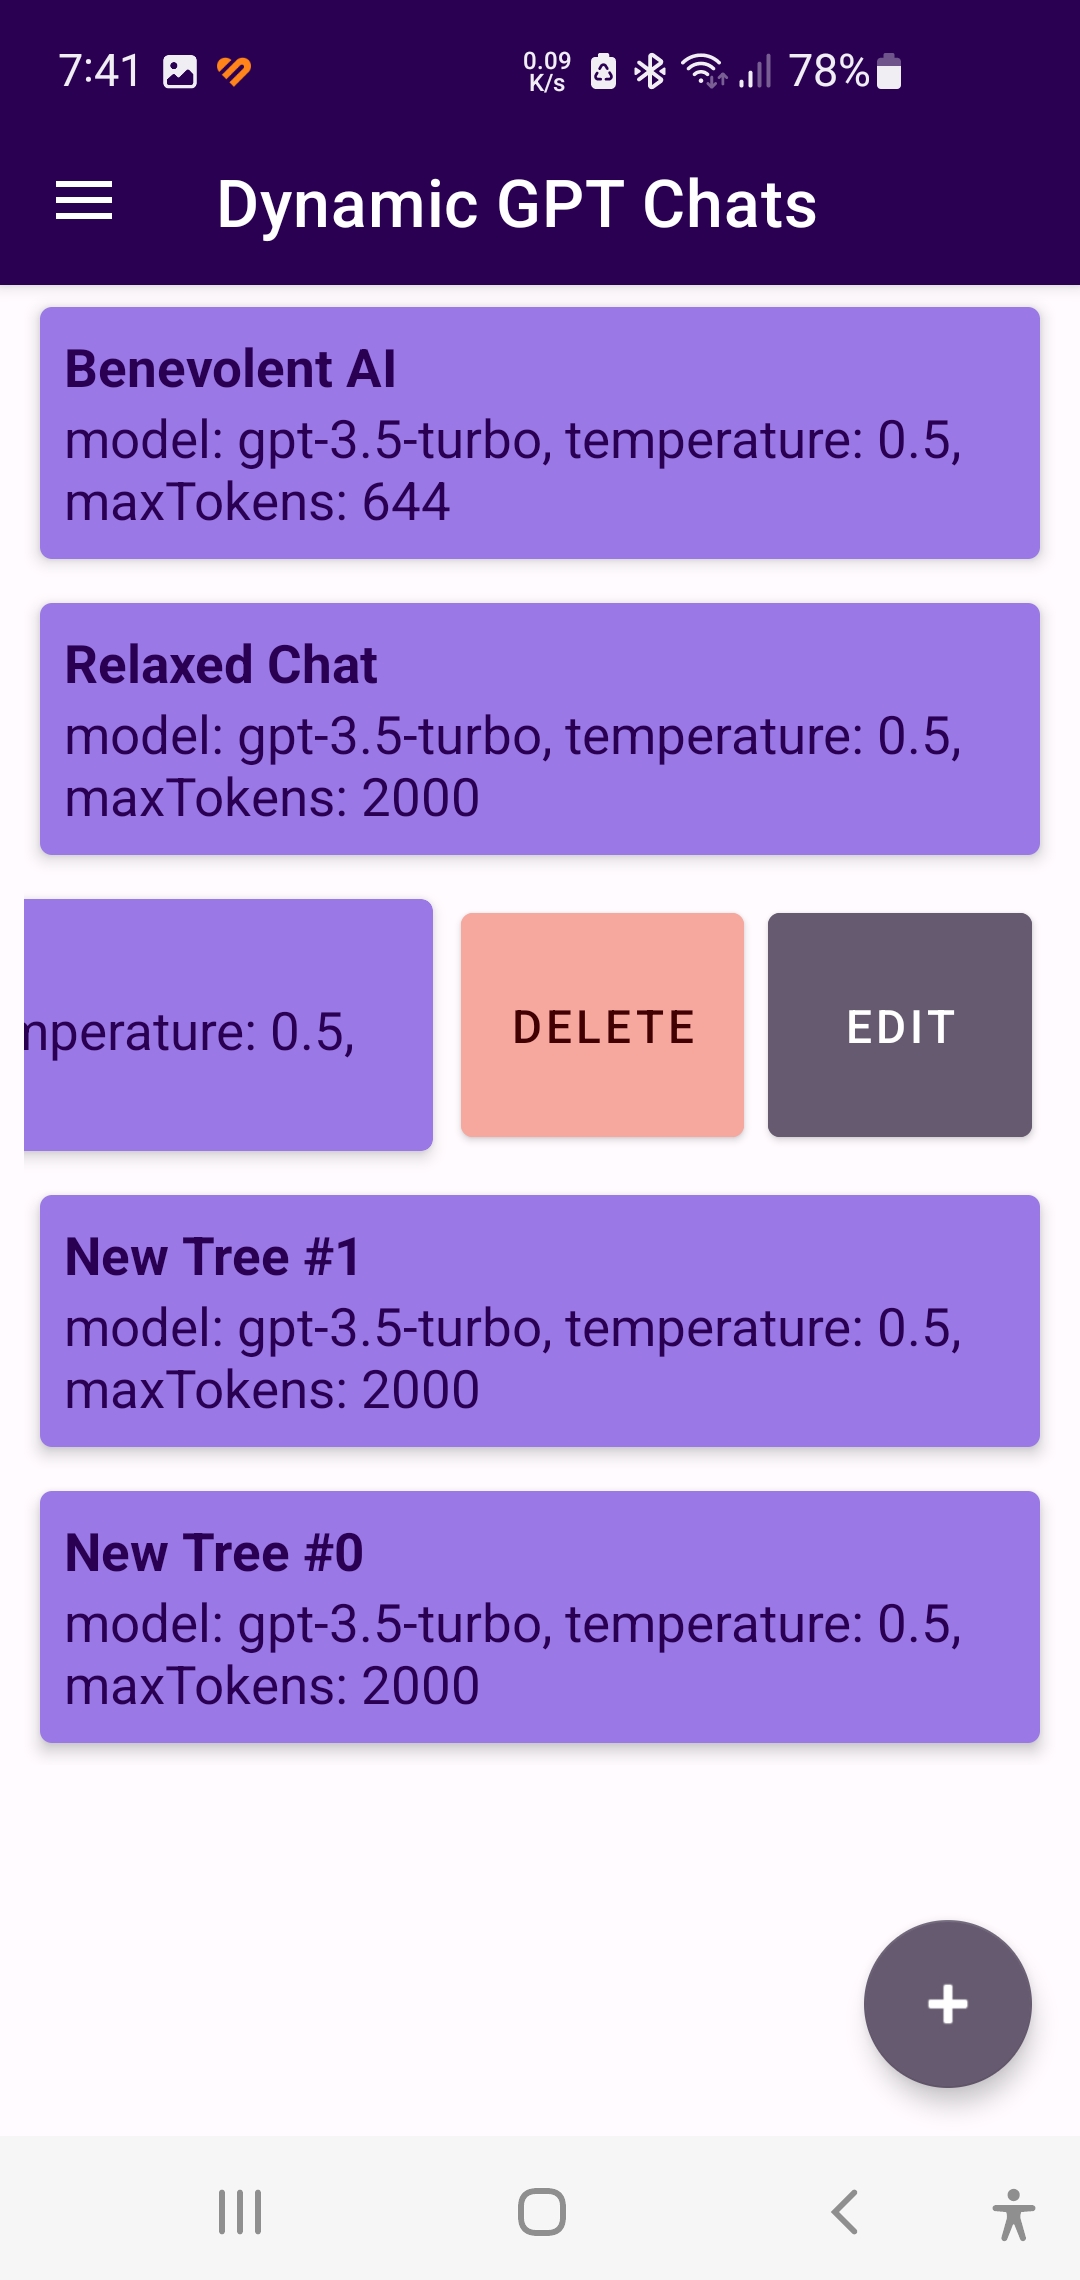 7:41 0.09 K/s 78%
Dynamic GPT Chats
Benevolent AI
model: gpt-3.5-turbo, temperature: 0.5,
maxTokens: 644
Relaxed Chat
model: gpt-3.5-turbo, temperature: 0.5,
maxTokens: 2000
mperature: 0.5,
DELETE
EDIT
New Tree #1
model: gpt-3.5-turbo, temperature: 0.5,
maxTokens: 2000
New Tree #0
model: gpt-3.5-turbo, temperature: 0.5,
maxTokens: 2000